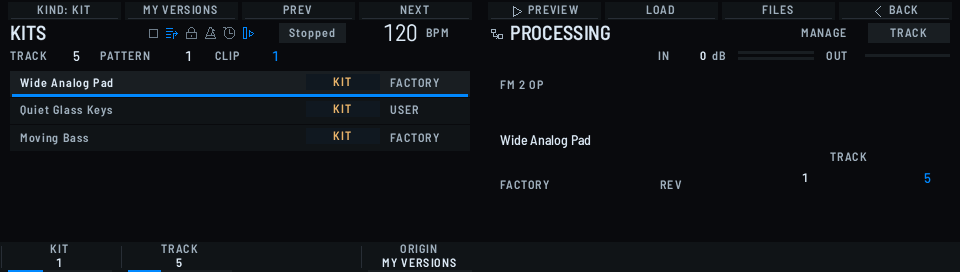 KIND: KIT MY VERSIONS PREV NEXT PREVIEW LOAD FILES BACK
KITS Stopped 120 BPM PROCESSING MANAGE TRACK
TRACK 5 PATTERN 1 CLIP 1 IN 0 dB OUT
Wide Analog Pad KIT FACTORY
FM 2 OP
Quiet Glass Keys KIT USER
Moving Bass KIT FACTORY
Wide Analog Pad
TRACK
FACTORY REV 1 5
KIT TRACK ORIGIN
1 5 MY VERSIONS